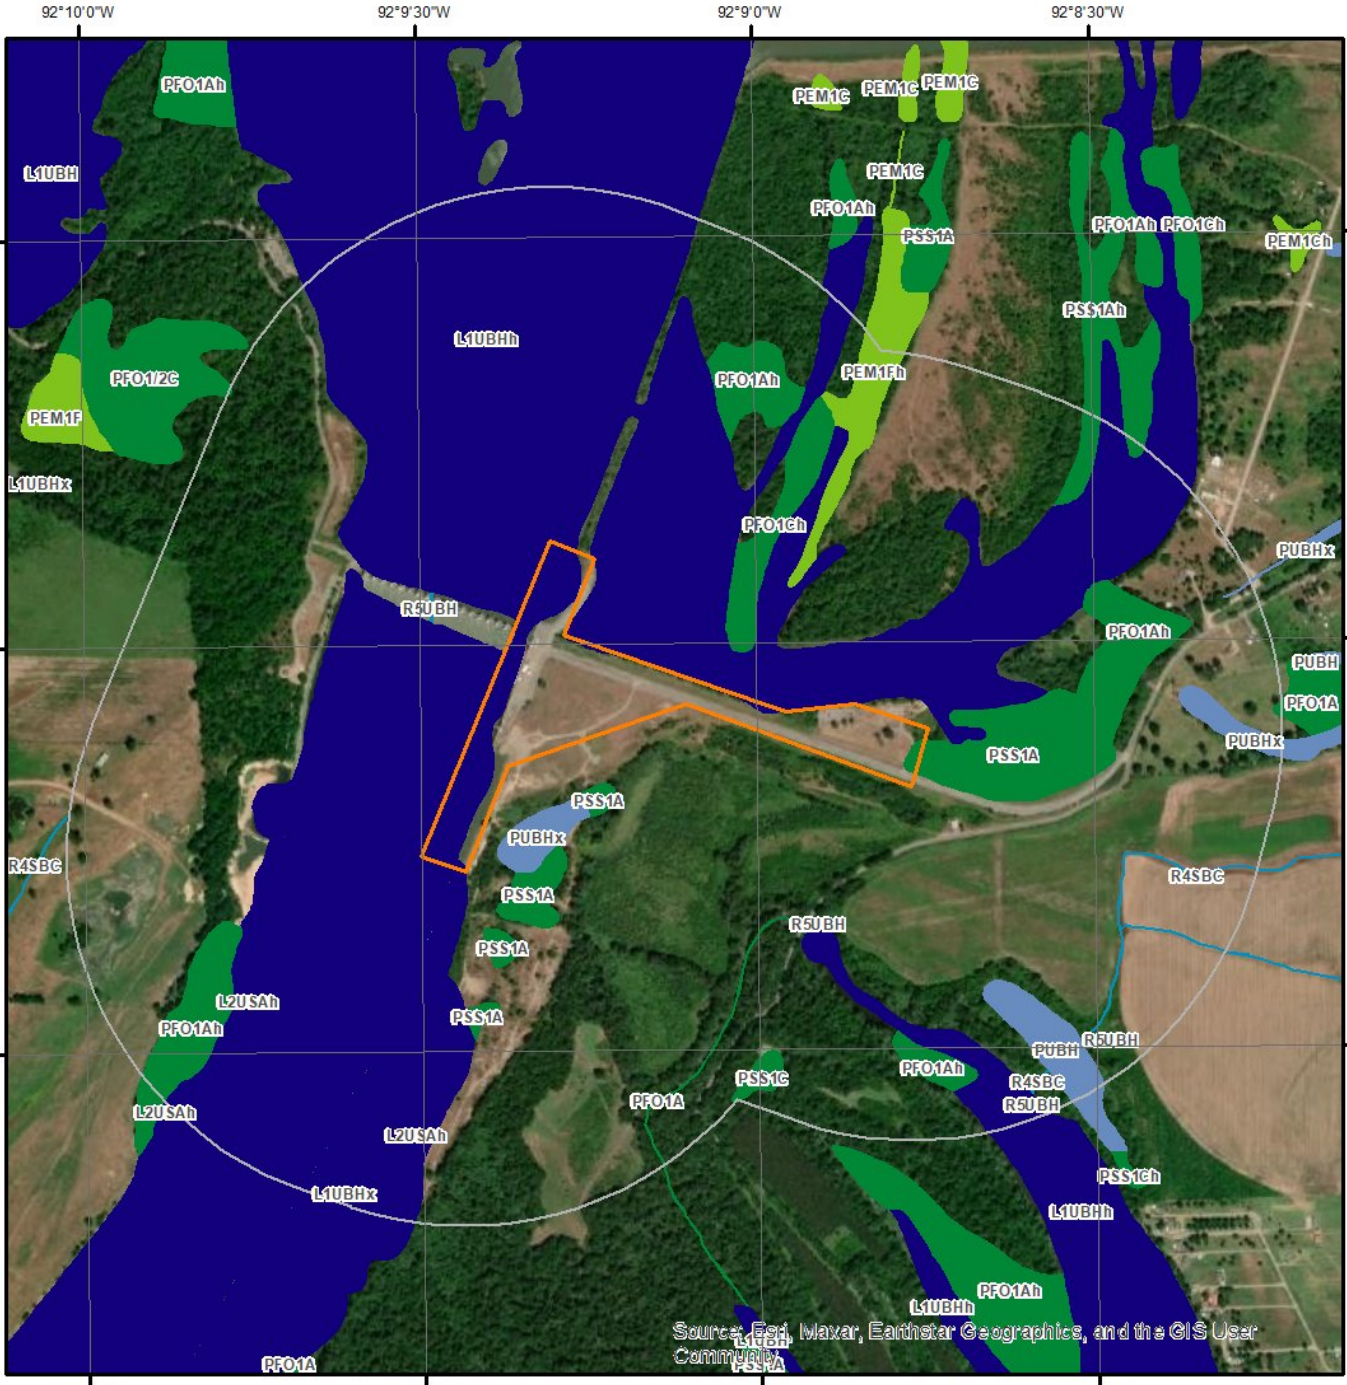 92°10'0"W 92°9'30"W 92°9'0"W 92°8'30"W
PFO1Ah
PEM1C PEM1C PEM1C
L1UBH
PEM1C
PFO1Ah
PSS1A
PFO1Ah PFO1Ch
PEM1Ch
PSS1Ah
L1UBHh
PFO1/2C
PFO1Ah
PEM1Fh
PEM1F
L1UBHx
PFO1Ch
PUBHx
R5UBH
PFO1Ah
PUBH
PFO1A
PUBHx
PSS1A
PSS1A
PUBHx
R4SBC
R4SBC
PSS1A
R5UBH
PSS1A
L2USAh
PSS1A
PFO1Ah
R5UBH
PUBH
PFO1Ah
PSS1C
R4SBC
PFO1A
R5UBH
L2USAh
L2USAh
PSS1Ch
L1UBHx
L1UBHh
PFO1Ah
L1UBHh
Source: Esri, Maxar, Earthstar Geographics, and the GIS User
Community
L1UBH
PFO1A